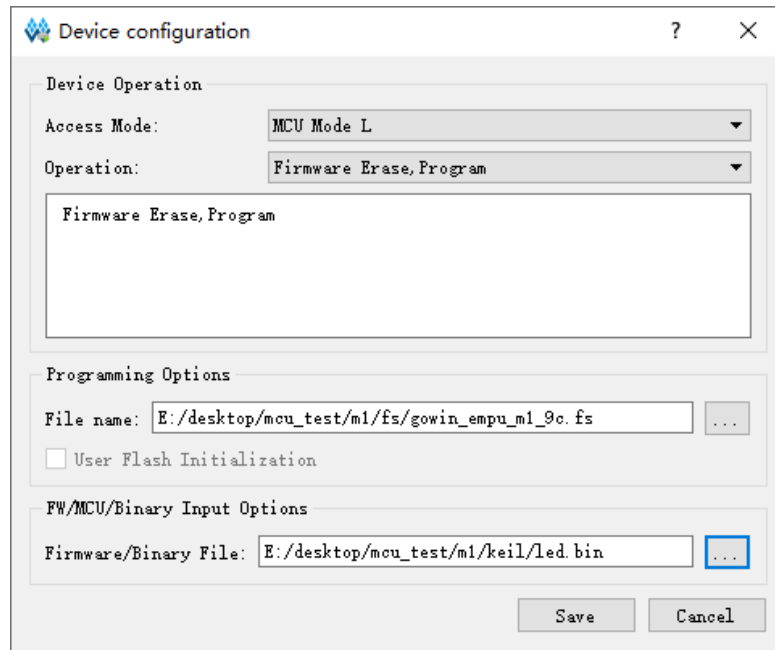 Device configuration
?
Device Operation
Access Mode: MCU Mode L
Operation: Firmware Erase,Program
Firmware Erase,Program
Programming Options
File name: E:/desktop/mcu_test/m1/fs/gowin_empu_m1_9c.fs ...
User Flash Initialization
FW/MCU/Binary Input Options
Firmware/Binary File: E:/desktop/mcu_test/m1/keil/led.bin ...
Save Cancel